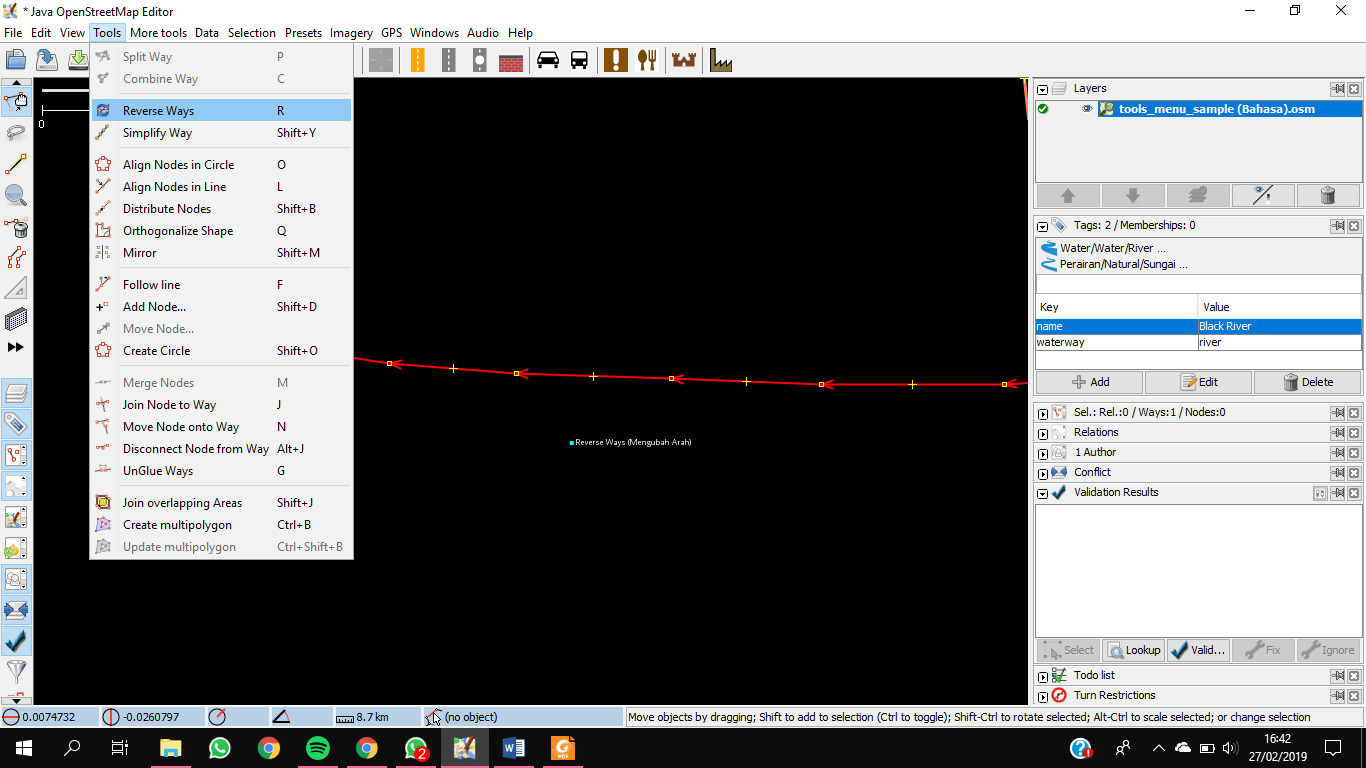 * Java OpenStreetMap Editor
File Edit View Tools More tools Data Selection Presets Imagery GPS Windows Audio Help
Split Way P
Combine Way C
Reverse Ways R
Simplify Way Shift+Y
Align Nodes in Circle O
Align Nodes in Line L
Distribute Nodes Shift+B
Orthogonalize Shape Q
Mirror Shift+M
Follow line F
Add Node... Shift+D
Move Node...
Create Circle Shift+O
Merge Nodes M
Join Node to Way J
Move Node onto Way N
Disconnect Node from Way Alt+J
UnGlue Ways G
Join overlapping Areas Shift+J
Create multipolygon Ctrl+B
Update multipolygon Ctrl+Shift+B
0
Reverse Ways (Mengubah Arah)
Layers
tools_menu_sample (Bahasa).osm
Tags: 2 / Memberships: 0
Water/Water/River ...
Perairan/Natural/Sungai ...
Key Value
name Black River
waterway river
Add Edit Delete
Sel.: Rel.:0 / Ways:1 / Nodes:0
Relations
1 Author
Conflict
Validation Results
Select Lookup Valid... Fix Ignore
Todo list
Turn Restrictions
0.0074732 -0.0260797 8.7 km (no object) Move objects by dragging; Shift to add to selection (Ctrl to toggle); Shift-Ctrl to rotate selected; Alt-Ctrl to scale selected; or change selection
2
W
PDF
16:42
27/02/2019